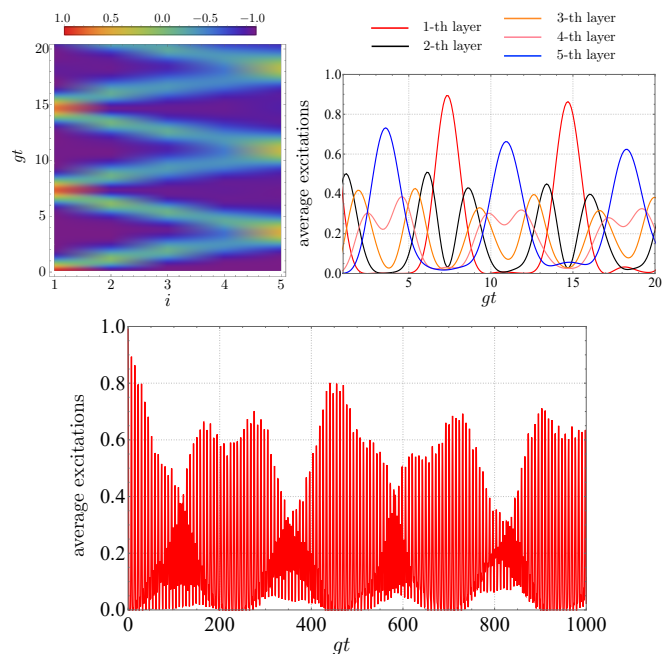 1.0 0.5 0 −0.5 −1.0
20
15
10
5
0
gt
1 2 3 4 5
i
1-th layer
2-th layer
3-th layer
4-th layer
5-th layer
1.0
0.8
0.6
0.4
0.2
0.0
average excitations
5 10 15 20
gt
1.0
0.8
0.6
0.4
0.2
0.0
average excitations
0 200 400 600 800 1000
gt